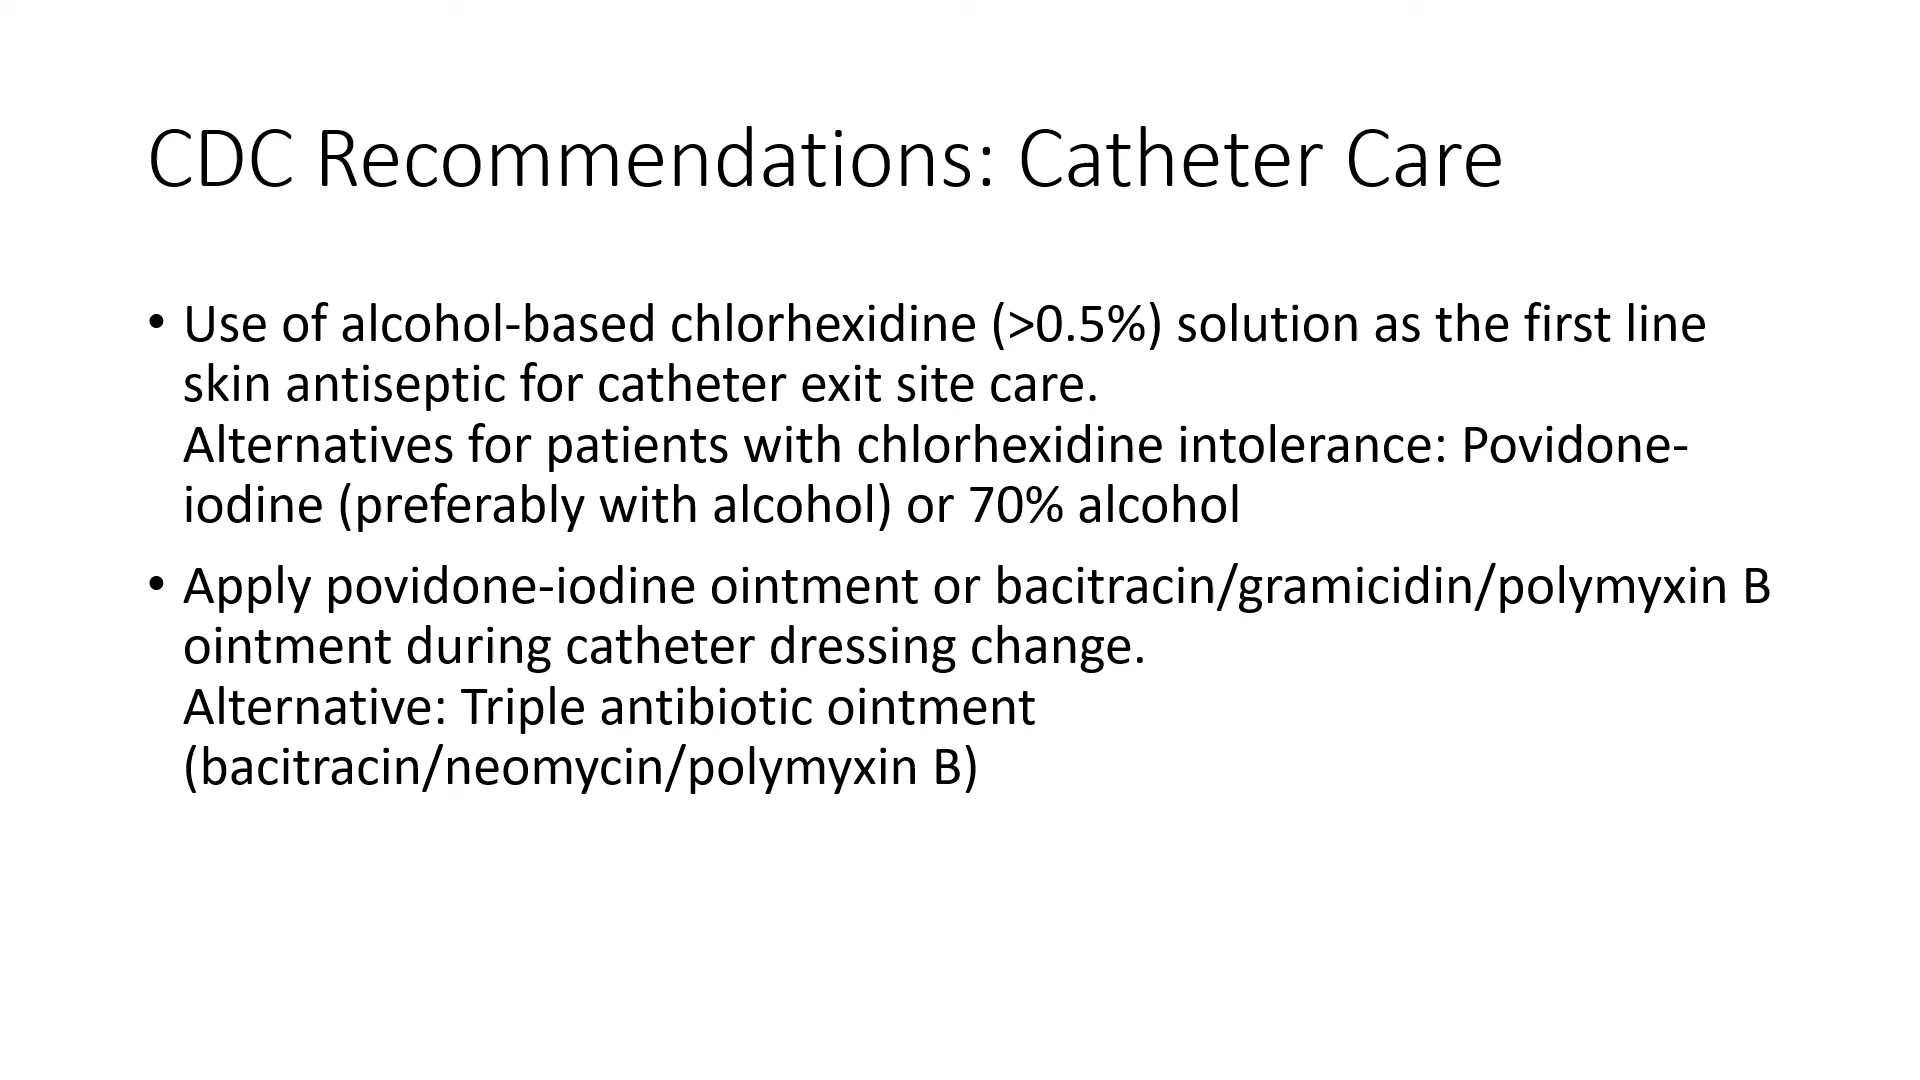 CDC Recommendations: Catheter Care
• Use of alcohol-based chlorhexidine (>0.5%) solution as the first line
skin antiseptic for catheter exit site care.
Alternatives for patients with chlorhexidine intolerance: Povidone-
iodine (preferably with alcohol) or 70% alcohol
• Apply povidone-iodine ointment or bacitracin/gramicidin/polymyxin B
ointment during catheter dressing change.
Alternative: Triple antibiotic ointment
(bacitracin/neomycin/polymyxin B)